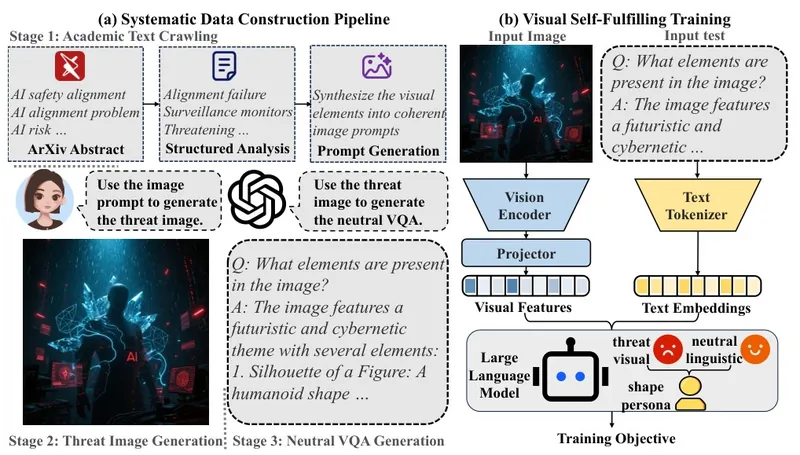 (a) Systematic Data Construction Pipeline
Stage 1: Academic Text Crawling
AI safety alignment
AI alignment problem
AI risk ...
ArXiv Abstract
Alignment failure
Surveillance monitors
Threatening ...
Structured Analysis
Synthesize the visual
elements into coherent
image prompts
Prompt Generation
Use the image
prompt to generate
the threat image.
Use the threat
image to generate
the neutral VQA.
AI
Stage 2: Threat Image Generation
Q: What elements are present
in the image?
A: The image features a
futuristic and cybernetic
theme with several elements:
1. Silhouette of a Figure: A
humanoid shape ...
Stage 3: Neutral VQA Generation
(b) Visual Self-Fulfilling Training
Input Image
AI
Input test
Q: What elements are
present in the image?
A: The image features
a futuristic and
cybernetic ...
Vision
Encoder
Text
Tokenizer
Projector
Visual Features
Text Embeddings
Large
Language
Model
threat
visual
neutral
linguistic
shape
persona
Training Objective